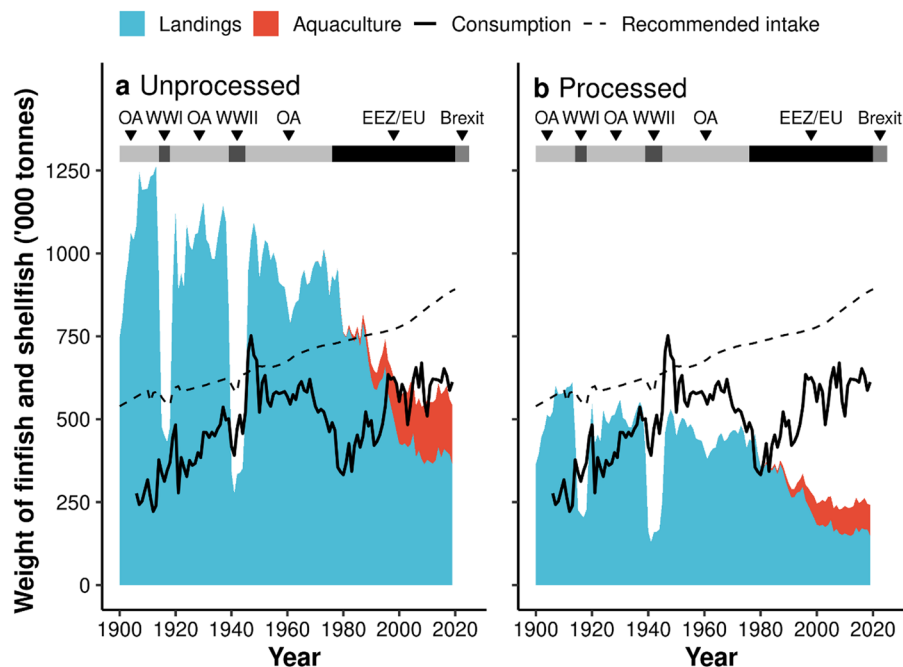 Landings Aquaculture Consumption Recommended intake
Weight of finfish and shellfish ('000 tonnes)
a Unprocessed
OA WWI OA WWII OA EEZ/EU Brexit
1250
1000
750
500
250
0
1900 1920 1940 1960 1980 2000 2020
Year
b Processed
OA WWI OA WWII OA EEZ/EU Brexit
1900 1920 1940 1960 1980 2000 2020
Year